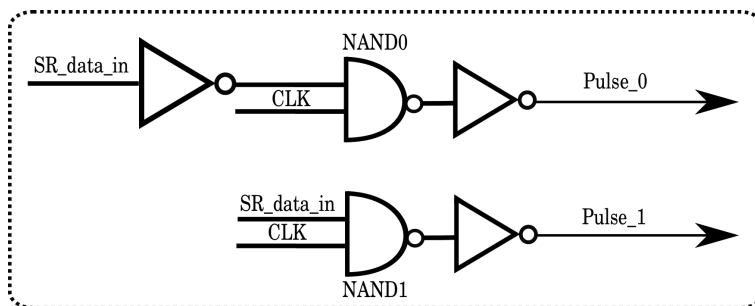 NAND0
SR_data_in
Pulse_0
CLK
SR_data_in
Pulse_1
CLK
NAND1